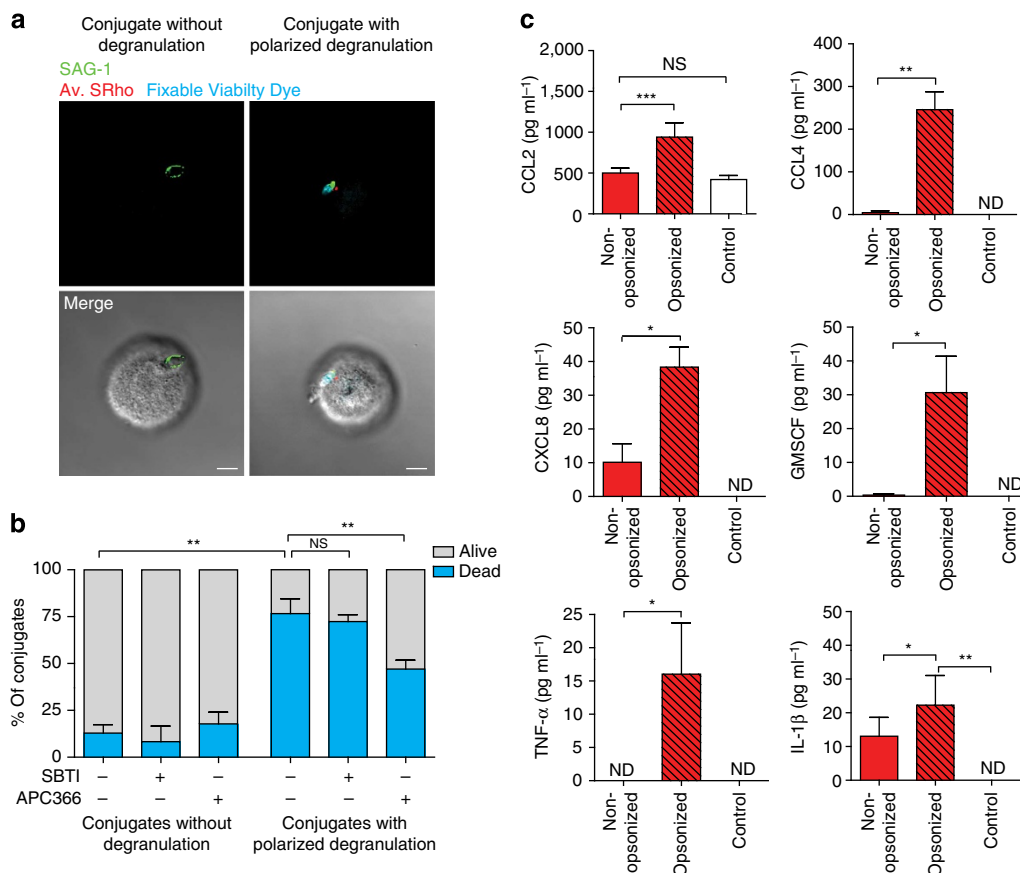 a
Conjugate without
degranulation
Conjugate with
polarized degranulation
SAG-1
Av. SRho Fixable Viabilty Dye
Merge
b
**
**
NS
Alive
Dead
100
75
50
25
0
% Of conjugates
SBTI – + – – + –
APC366 – – + – – +
Conjugates without
degranulation
Conjugates with
polarized degranulation
c
2,000
1,500
1000
500
0
CCL2 (pg ml⁻¹)
NS
***
Non-
opsonized
Opsonized
Control
400
300
200
100
0
CCL4 (pg ml⁻¹)
**
ND
Non-
opsonized
Opsonized
Control
50
40
30
20
10
0
CXCL8 (pg ml⁻¹)
*
ND
Non-
opsonized
Opsonized
Control
50
40
30
20
10
0
GMSCF (pg ml⁻¹)
*
ND
ND
Non-
opsonized
Opsonized
Control
25
20
15
10
5
0
TNF-α (pg ml⁻¹)
*
ND
ND
Non-
opsonized
Opsonized
Control
50
40
30
20
10
0
IL-1β (pg ml⁻¹)
*
**
ND
Non-
opsonized
Opsonized
Control